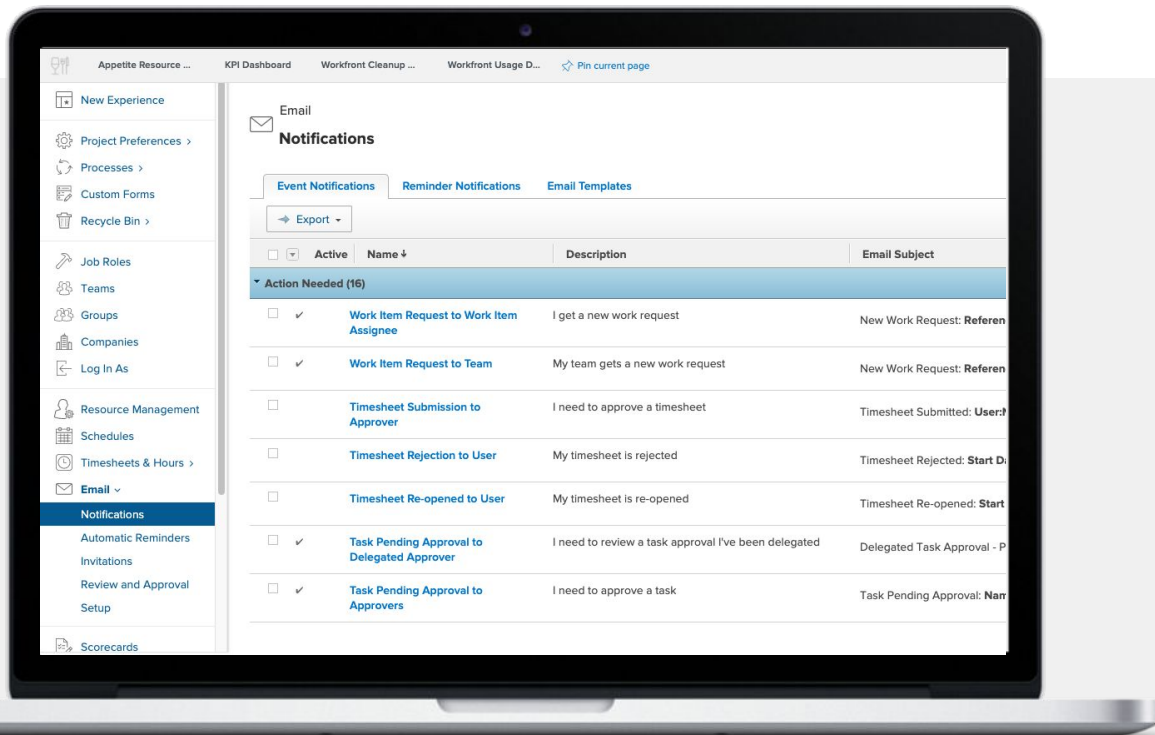 Appetite Resource ... KPI Dashboard Workfront Cleanup ... Workfront Usage D... Pin current page
New Experience
Project Preferences >
Processes >
Custom Forms
Recycle Bin >
Job Roles
Teams
Groups
Companies
Log In As
Resource Management
Schedules
Timesheets & Hours >
Email
Notifications
Automatic Reminders
Invitations
Review and Approval
Setup
Scorecards
Email
Notifications
Event Notifications Reminder Notifications Email Templates
Export
Active Name Description Email Subject
Action Needed (16)
Work Item Request to Work Item
Assignee
I get a new work request
New Work Request: Referen
Work Item Request to Team
My team gets a new work request
New Work Request: Referen
Timesheet Submission to
Approver
I need to approve a timesheet
Timesheet Submitted: User:
Timesheet Rejection to User
My timesheet is rejected
Timesheet Rejected: Start
Timesheet Re-opened to User
My timesheet is re-opened
Timesheet Re-opened: Start
Task Pending Approval to
Delegated Approver
I need to review a task approval I've been delegated
Delegated Task Approval - P
Task Pending Approval to
Approvers
I need to approve a task
Task Pending Approval: Nam